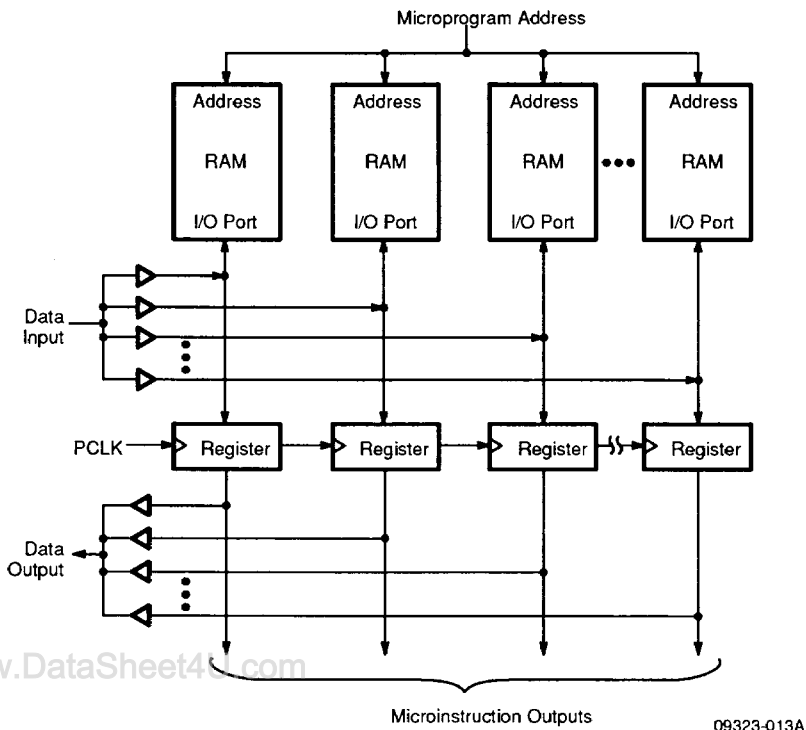 Microprogram Address
Address Address Address Address
RAM RAM RAM RAM
I/O Port I/O Port I/O Port I/O Port
Data
Input
PCLK Register Register Register Register
Data
Output
w.DataSheet4U.com
Microinstruction Outputs
09323-013A